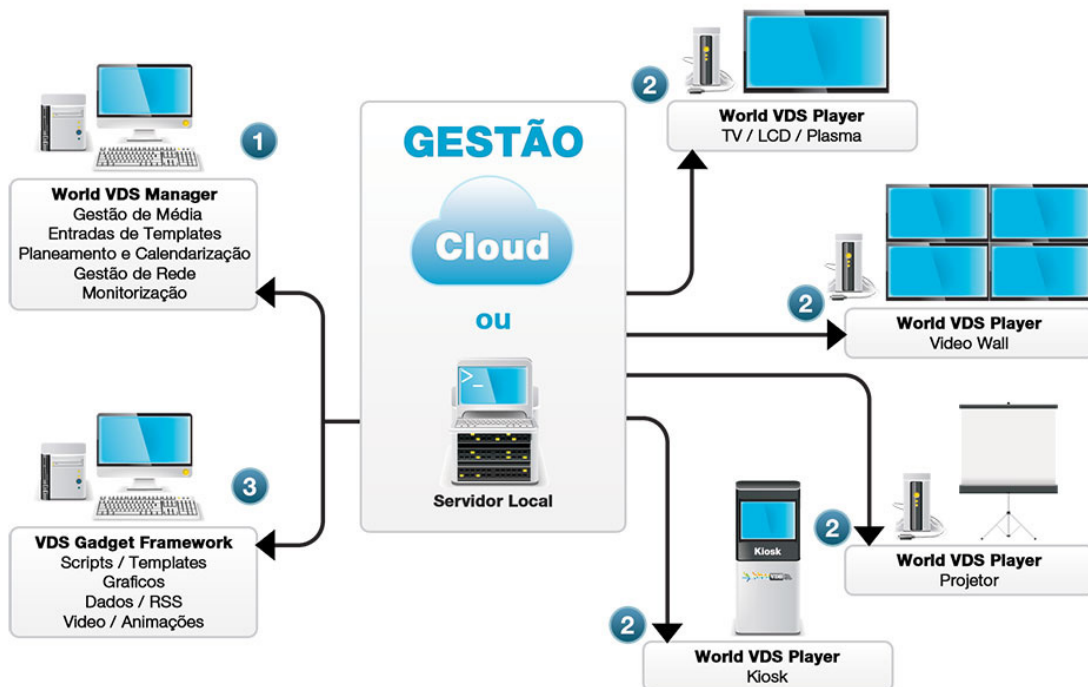 1
World VDS Manager
Gestão de Média
Entradas de Templates
Planeamento e Calendarização
Gestão de Rede
Monitorização
3
VDS Gadget Framework
Scripts / Templates
Graficos
Dados / RSS
Video / Animações
GESTÃO
Cloud
ou
>_
Servidor Local
2
World VDS Player
TV / LCD / Plasma
2
World VDS Player
Video Wall
2
World VDS Player
Projetor
Kiosk
2
World VDS Player
Kiosk